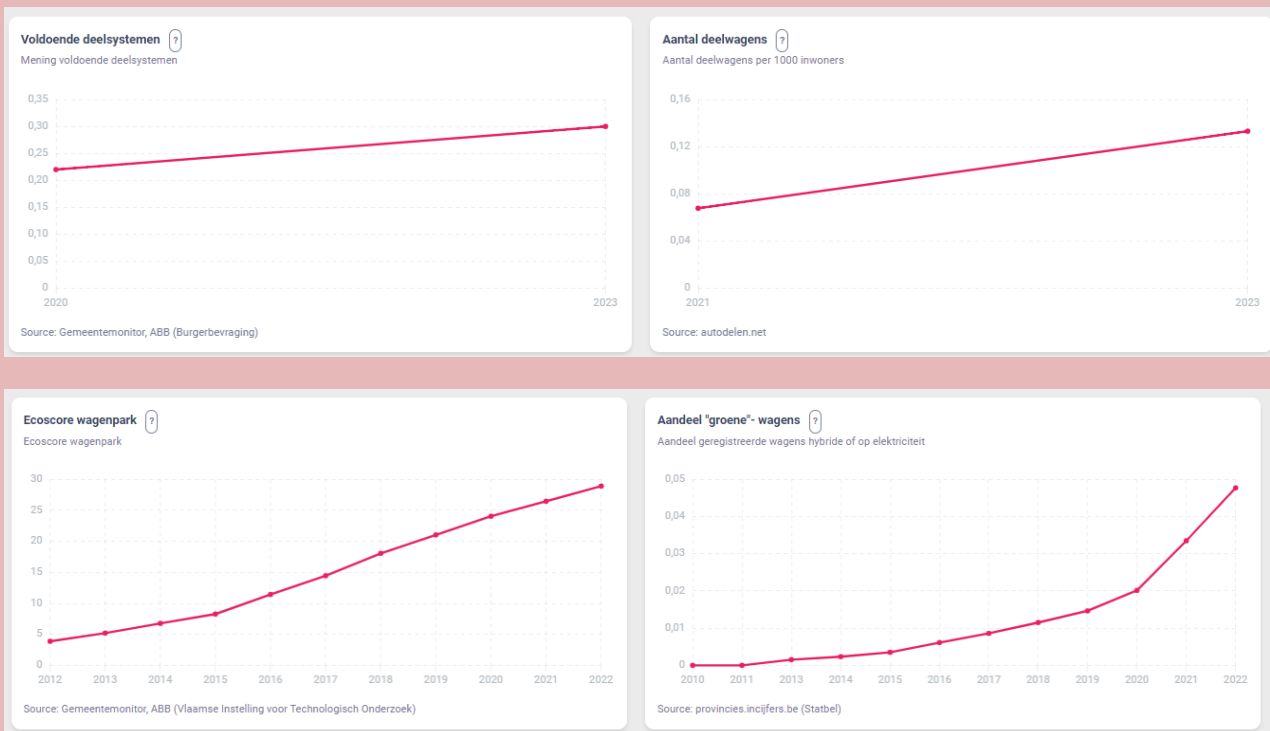 Voldoende deelsystemen ?
Mening voldoende deelsystemen
0,35
0,30
0,25
0,20
0,15
0,10
0,05
0
2020 2023
Source: Gemeentemonitor, ABB (Burgerbevraging)
Aantal deelwagens ?
Aantal deelwagens per 1000 inwoners
0,16
0,12
0,08
0,04
0
2021 2023
Source: autodelen.net
Ecoscore wagenpark ?
Ecoscore wagenpark
30
25
20
15
10
5
0
2012 2013 2014 2015 2016 2017 2018 2019 2020 2021 2022
Source: Gemeentemonitor, ABB (Vlaamse Instelling voor Technologisch Onderzoek)
Aandeel "groene"- wagens ?
Aandeel geregistreerde wagens hybride of op elektriciteit
0,05
0,04
0,03
0,02
0,01
0
2010 2011 2013 2014 2015 2016 2017 2018 2019 2020 2021 2022
Source: provincies.incijfers.be (Statbel)